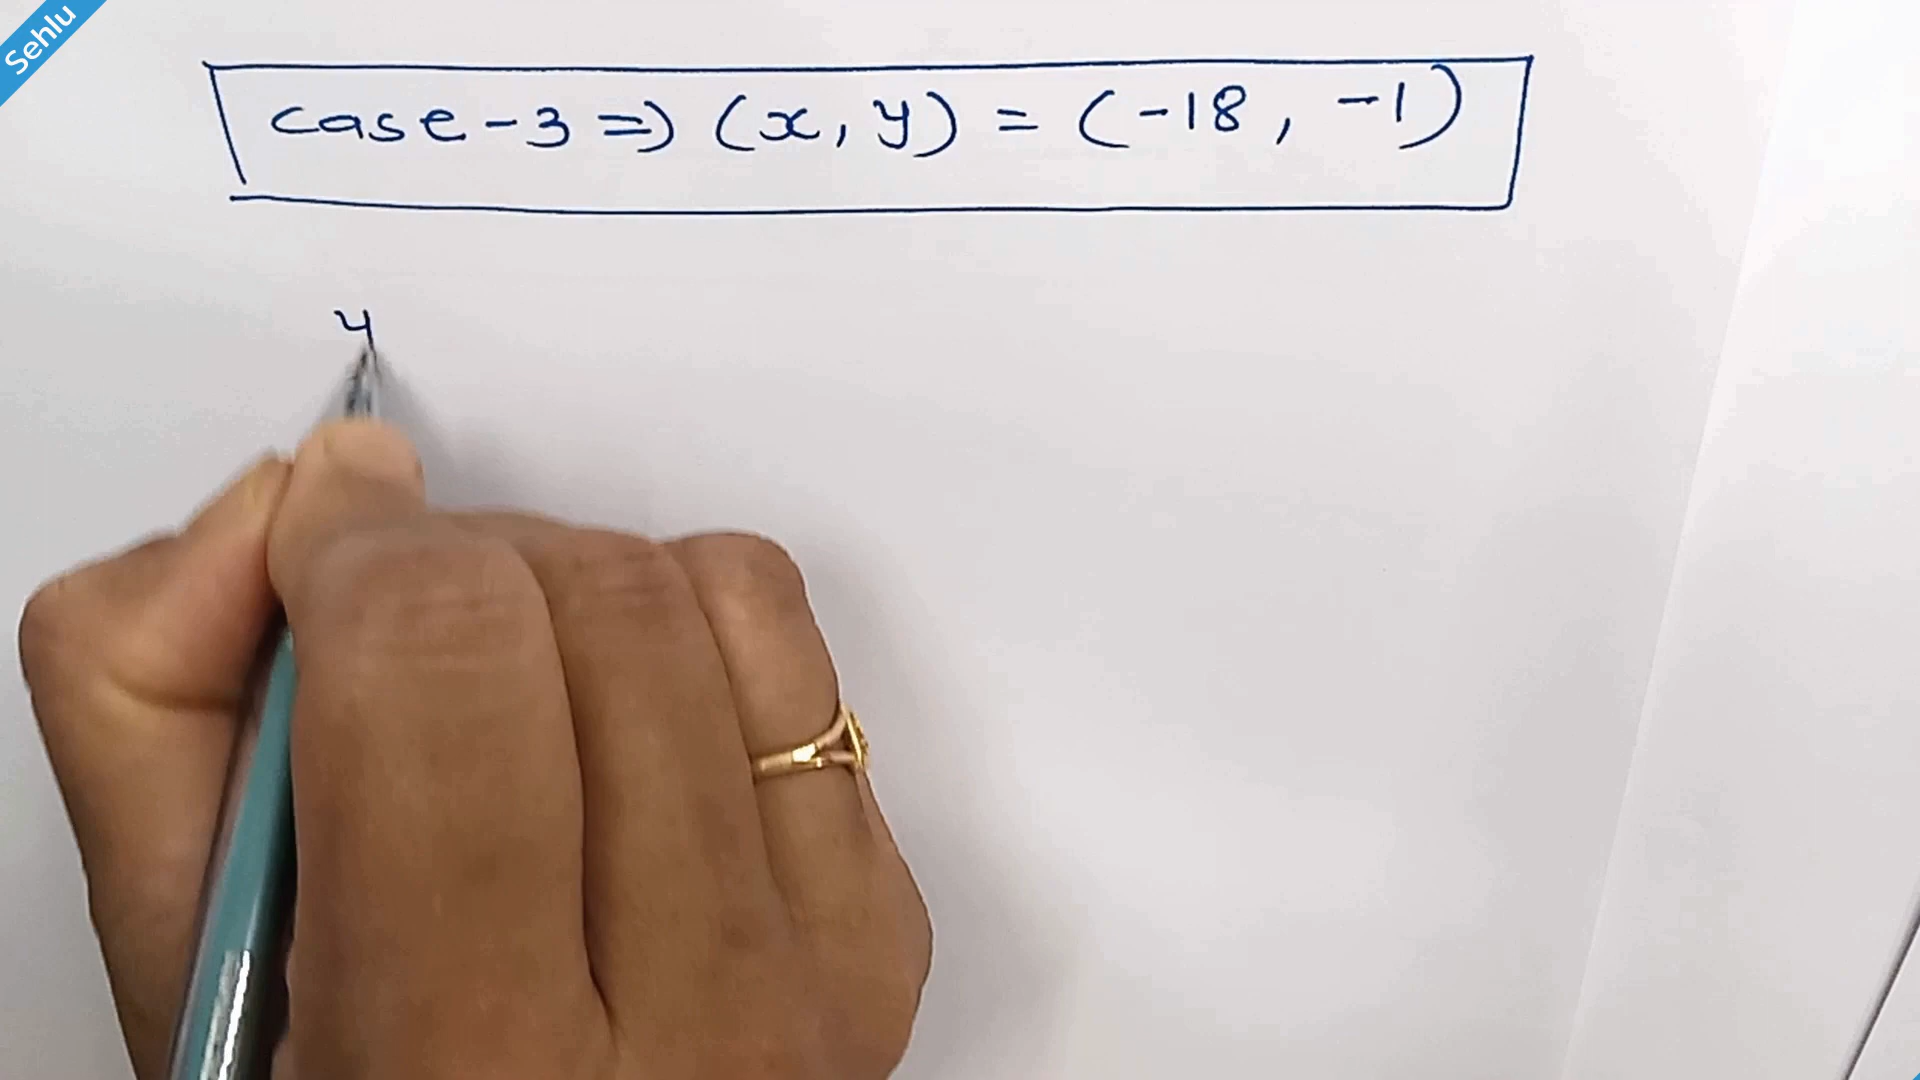 Sehlu
case-3 => (x, y) = (-18, -1)
y